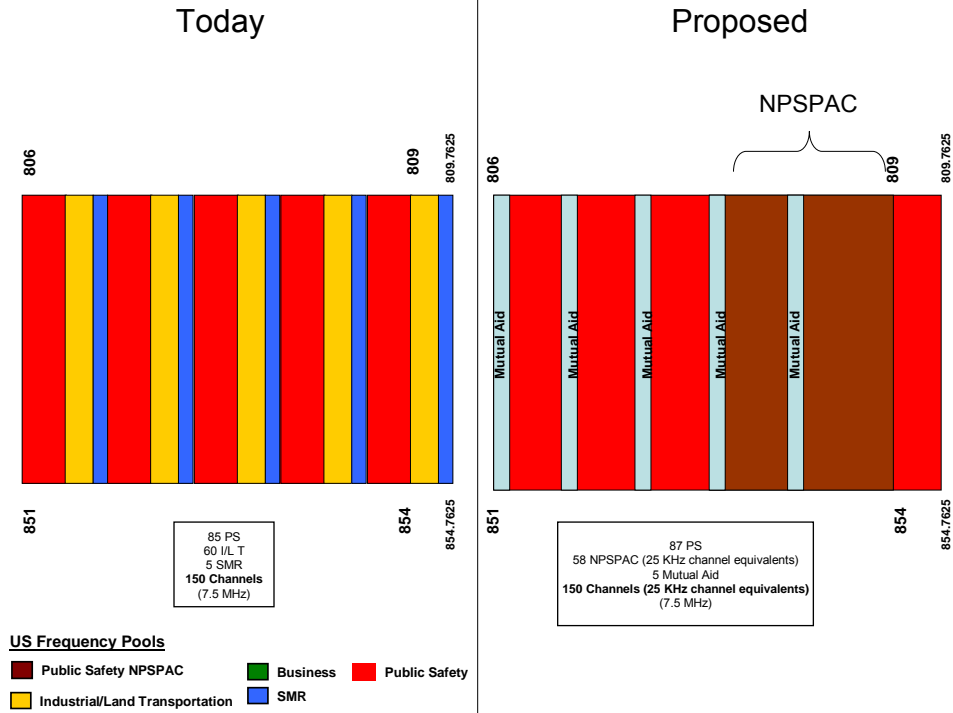 Today
806
809
809.7625
851
854
854.7625
85 PS
60 I/L T
5 SMR
150 Channels
(7.5 MHz)
US Frequency Pools
Public Safety NPSPAC
Business
Public Safety
Industrial/Land Transportation
SMR
Proposed
NPSPAC
806
809
809.7625
Mutual Aid
Mutual Aid
Mutual Aid
Mutual Aid
Mutual Aid
851
854
854.7625
87 PS
58 NPSPAC (25 KHz channel equivalents)
5 Mutual Aid
150 Channels (25 KHz channel equivalents)
(7.5 MHz)